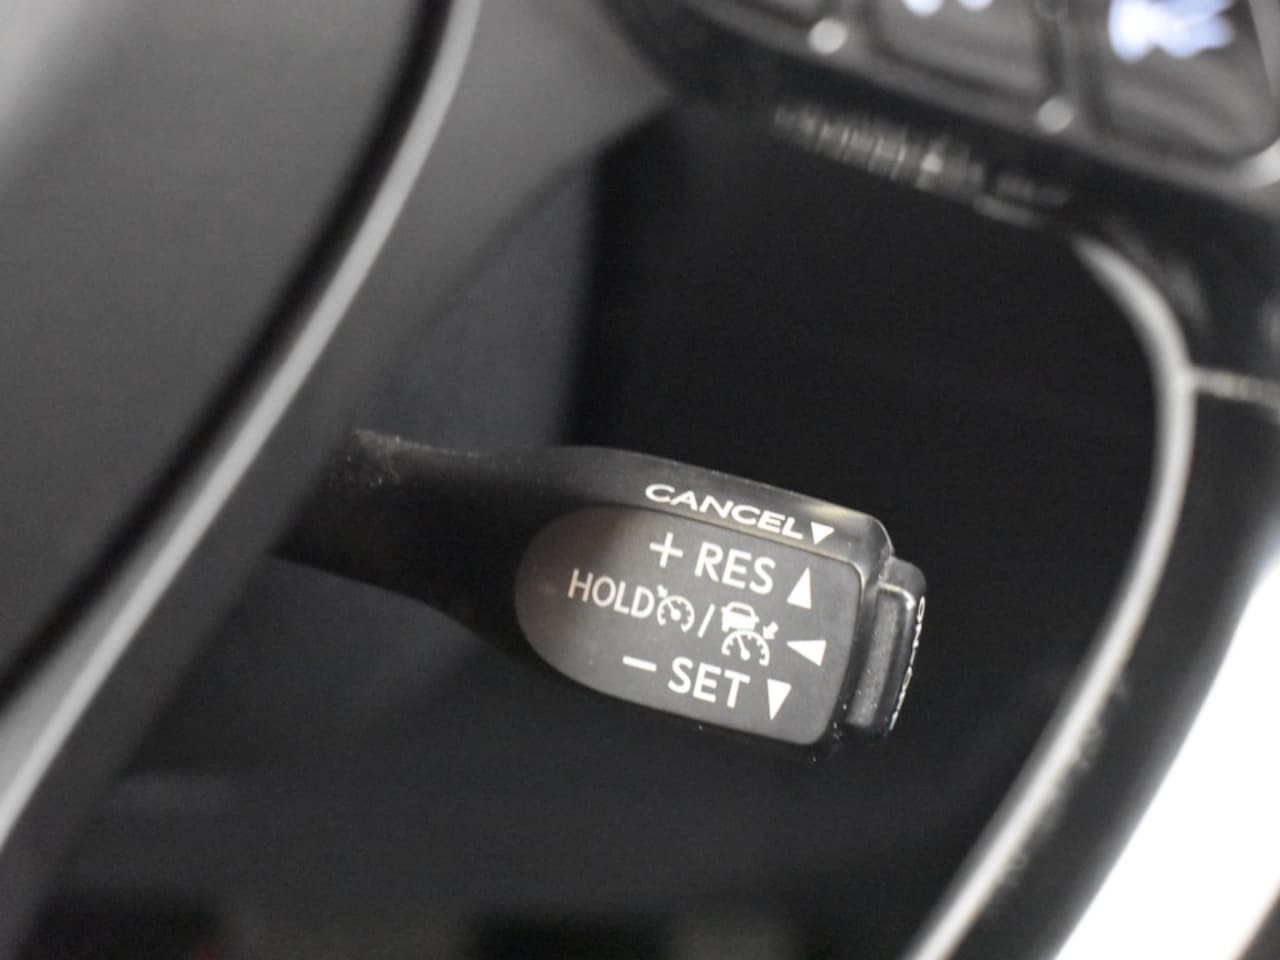 CANCEL▼
+ RES ▲
HOLD / ◀
− SET ▼